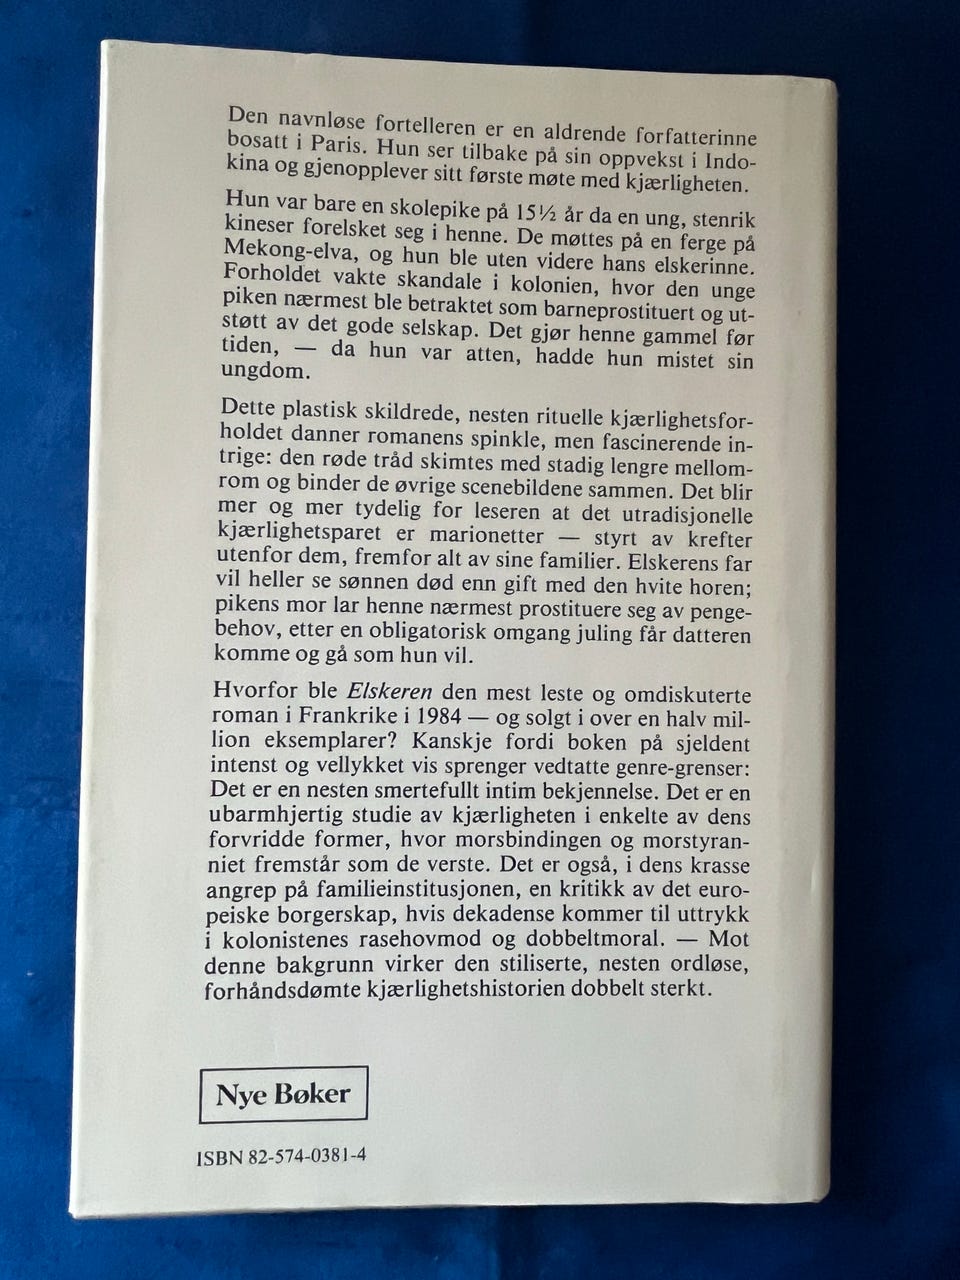 Den navnløse fortelleren er en aldrende forfatterinne
bosatt i Paris. Hun ser tilbake på sin oppvekst i Indo-
kina og gjenopplever sitt første møte med kjærligheten.
Hun var bare en skolepike på 15½ år da en ung, stenrik
kineser forelsket seg i henne. De møttes på en ferge på
Mekong-elva, og hun ble uten videre hans elskerinne.
Forholdet vakte skandale i kolonien, hvor den unge
piken nærmest ble betraktet som barneprostituert og ut-
støtt av det gode selskap. Det gjør henne gammel før
tiden, — da hun var atten, hadde hun mistet sin
ungdom.
Dette plastisk skildrede, nesten rituelle kjærlighetsfor-
holdet danner romanens spinkle, men fascinerende in-
trige: den røde tråd skimtes med stadig lengre mellom-
rom og binder de øvrige scenebildene sammen. Det blir
mer og mer tydelig for leseren at det utradisjonelle
kjærlighetsparet er marionetter — styrt av krefter
utenfor dem, fremfor alt av sine familier. Elskerens far
vil heller se sønnen død enn gift med den hvite horen;
pikens mor lar henne nærmest prostituere seg av penge-
behov, etter en obligatorisk omgang juling får datteren
komme og gå som hun vil.
Hvorfor ble Elskeren den mest leste og omdiskuterte
roman i Frankrike i 1984 — og solgt i over en halv mil-
lion eksemplarer? Kanskje fordi boken på sjeldent
intenst og vellykket vis sprenger vedtatte genre-grenser:
Det er en nesten smertefullt intim bekjennelse. Det er en
ubarmhjertig studie av kjærligheten i enkelte av dens
forvridde former, hvor morsbindingen og morstyran-
niet fremstår som de verste. Det er også, i dens krasse
angrep på familieinstitusjonen, en kritikk av det euro-
peiske borgerskap, hvis dekadense kommer til uttrykk
i kolonistenes rasehovmod og dobbeltmoral. — Mot
denne bakgrunn virker den stiliserte, nesten ordløse,
forhåndsdømte kjærlighetshistorien dobbelt sterkt.
Nye Bøker
ISBN 82-574-0381-4